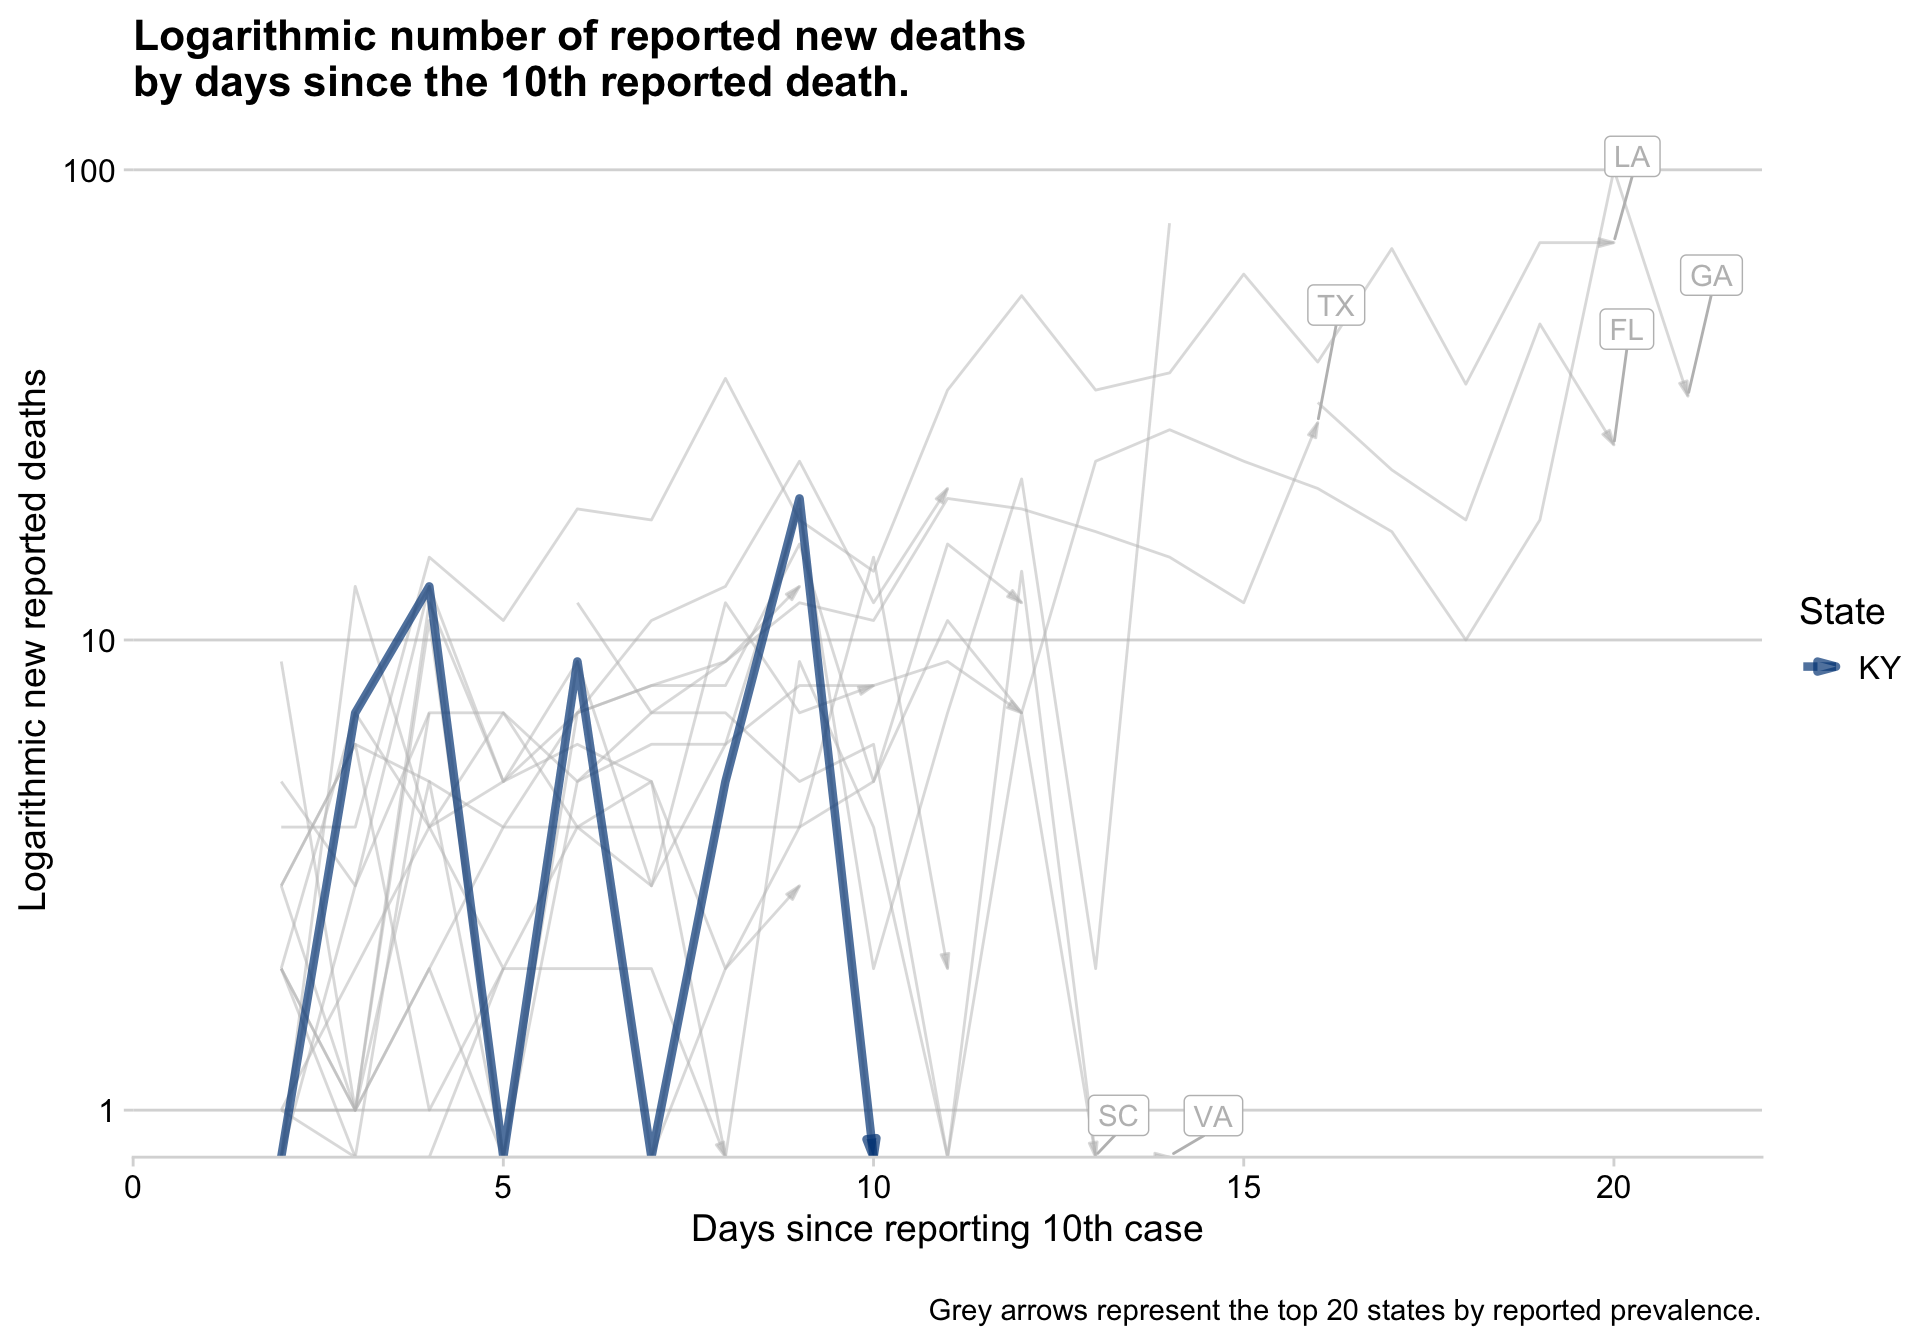 Logarithmic number of reported new deaths
by days since the 10th reported death.
Logarithmic new reported deaths
100
10
1
LA
GA
TX
FL
SC
VA
State
KY
0
5
10
15
20
Days since reporting 10th case
Grey arrows represent the top 20 states by reported prevalence.